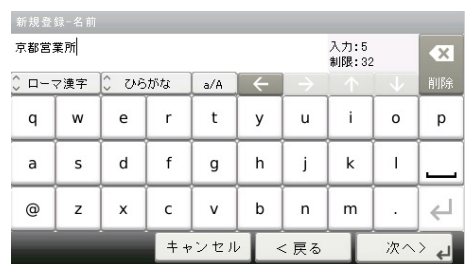 新規登録-名前
京都営業所
入力:5
制限:32
ローマ漢字 ひらがな a/A ← → ↑ ↓ 削除
q w e r t y u i o p
a s d f g h j k l
@ z x c v b n m .
キャンセル < 戻る 次へ >